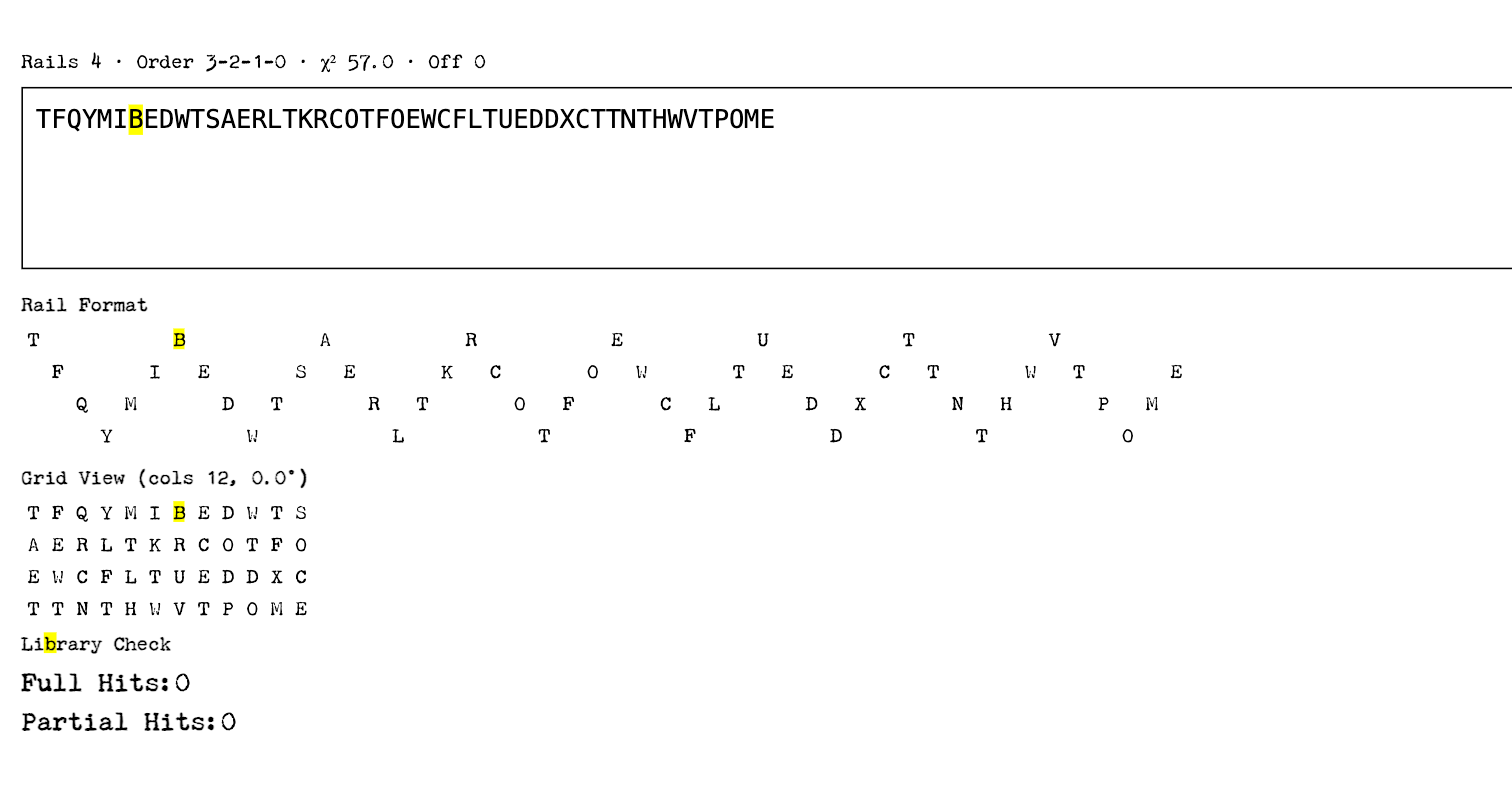 Rails 4 · Order 3-2-1-0 · χ² 57.0 · Off 0
TFQYMIBEDWTSAERLTKRCOTFOEWCFLTUEDDXCTTNTHWVTPOME
Rail Format
T B A R E U T V
F I E S E K C O W T E C T W T E
Q M D T R T O F C L D X N H P M
Y W L T F D T O
Grid View (cols 12, 0.0°)
T F Q Y M I B E D W T S
A E R L T K R C O T F O
E W C F L T U E D D X C
T T N T H W V T P O M E
Library Check
Full Hits: 0
Partial Hits: 0